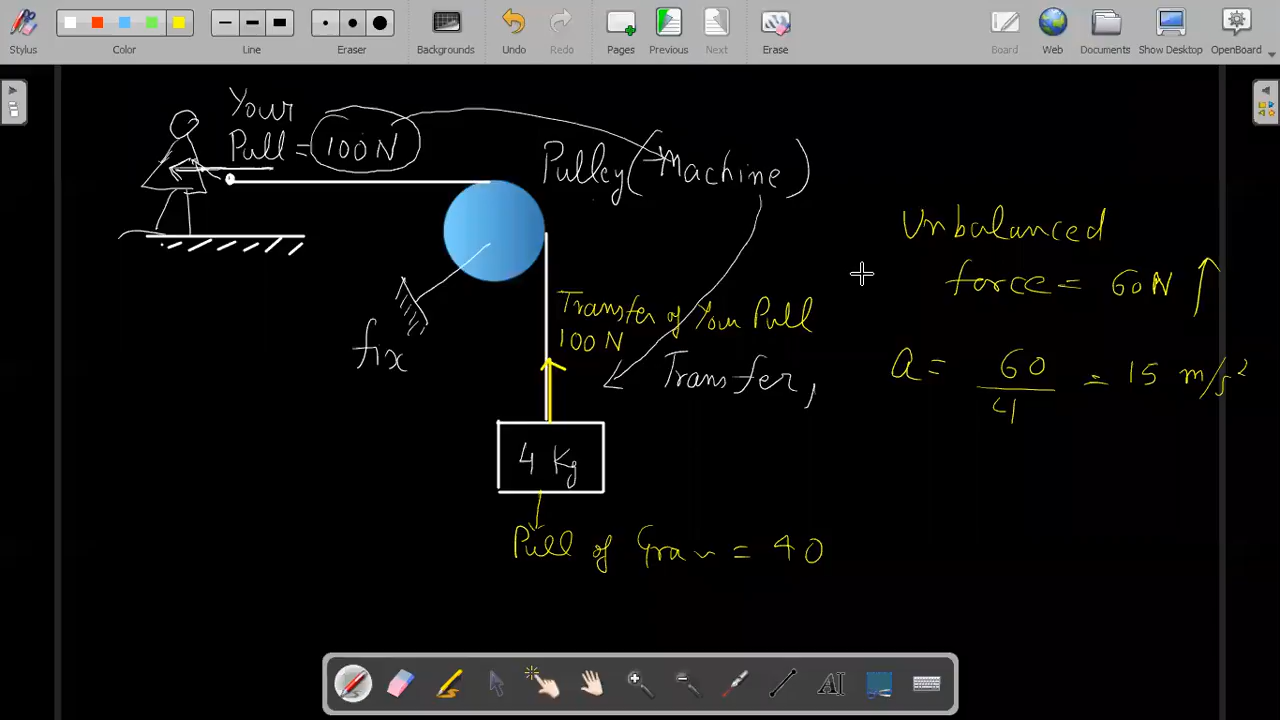 Stylus
Color
Line
Eraser
Backgrounds
Undo
Redo
Pages
Previous
Next
Erase
Board
Web
Documents
Show Desktop
OpenBoard
Your
Pull = 100 N
Pulley (Machine)
Unbalanced
force = 60N ↑
Transfer of Your Pull
100 N
fix
Transfer,
a = 60/4 = 15 m/s²
4 Kg
Pull of Grav = 40
AI